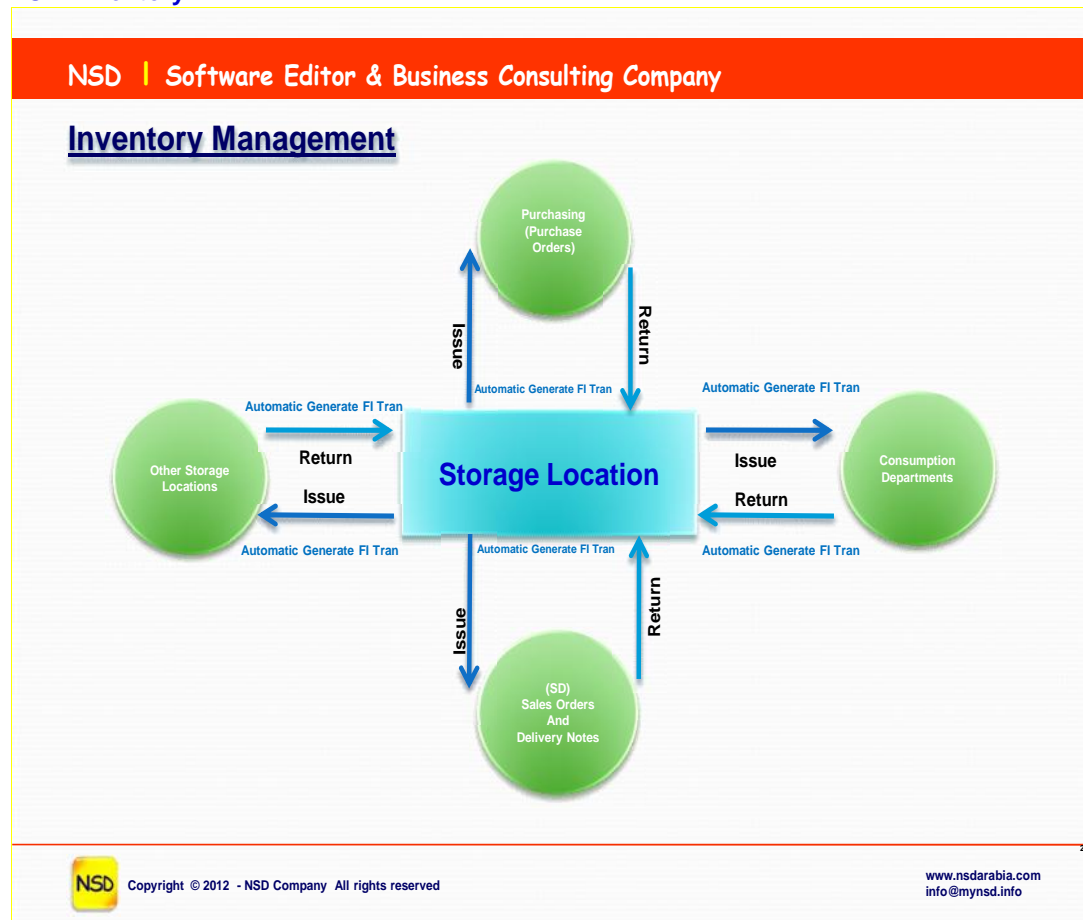 NSD | Software Editor & Business Consulting Company
Inventory Management
Purchasing
(Purchase
Orders)
Issue
Return
Automatic Generate FI Tran
Automatic Generate FI Tran
Automatic Generate FI Tran
Other Storage
Locations
Return
Issue
Storage Location
Issue
Return
Consumption
Departments
Automatic Generate FI Tran
Automatic Generate FI Tran
Automatic Generate FI Tran
Issue
Return
(SD)
Sales Orders
And
Delivery Notes
NSD
Copyright © 2012 - NSD Company All rights reserved
www.nsdarabia.com
info@mynsd.info